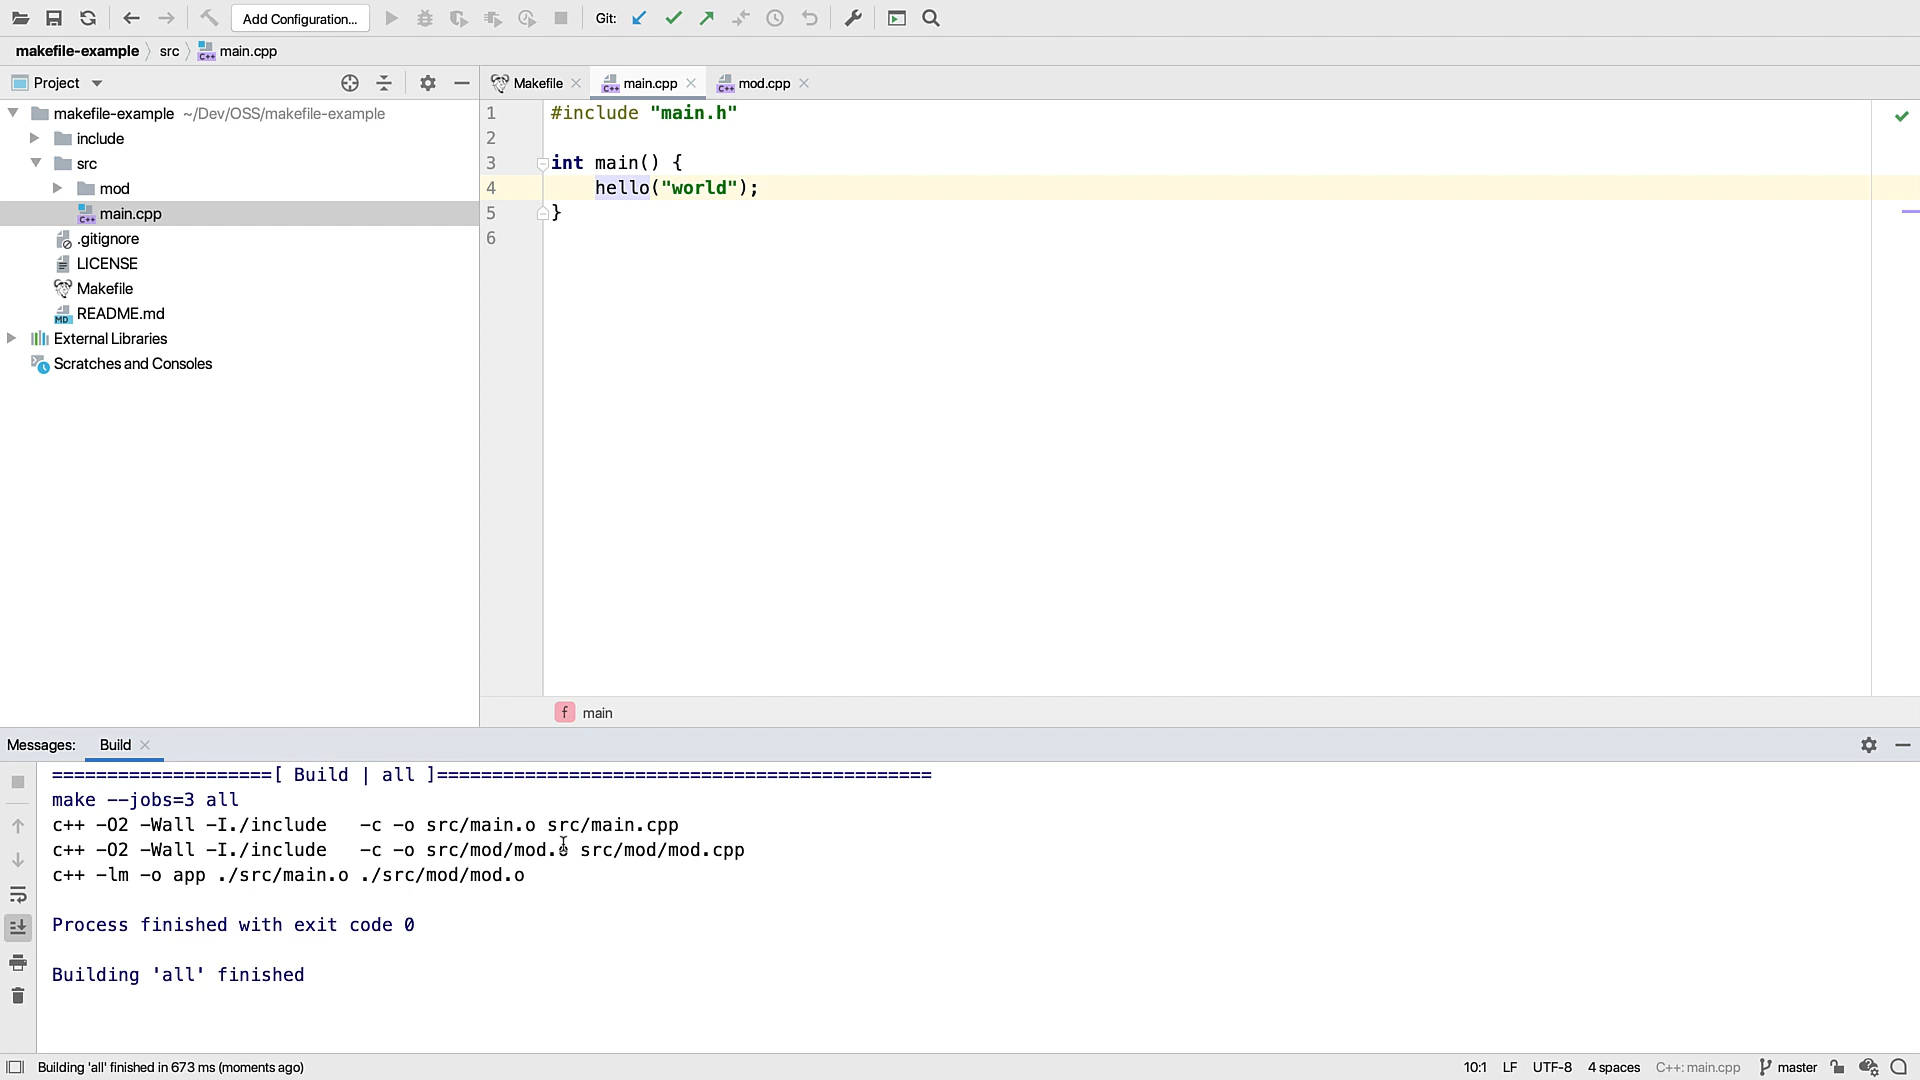 Add Configuration...
Git:
makefile-example
src
main.cpp
Project
Makefile
main.cpp
mod.cpp
makefile-example ~/Dev/OSS/makefile-example
include
src
mod
main.cpp
.gitignore
LICENSE
Makefile
README.md
External Libraries
Scratches and Consoles
1 #include "main.h"
2
3 int main() {
4 hello("world");
5 }
6
f main
Messages: Build
====================[ Build | all ]=============================================
make --jobs=3 all
c++ -O2 -Wall -I./include   -c -o src/main.o src/main.cpp
c++ -O2 -Wall -I./include   -c -o src/mod/mod.o src/mod/mod.cpp
c++ -lm -o app ./src/main.o ./src/mod/mod.o
Process finished with exit code 0
Building 'all' finished
Building 'all' finished in 673 ms (moments ago)
10:1 LF UTF-8 4 spaces C++: main.cpp master